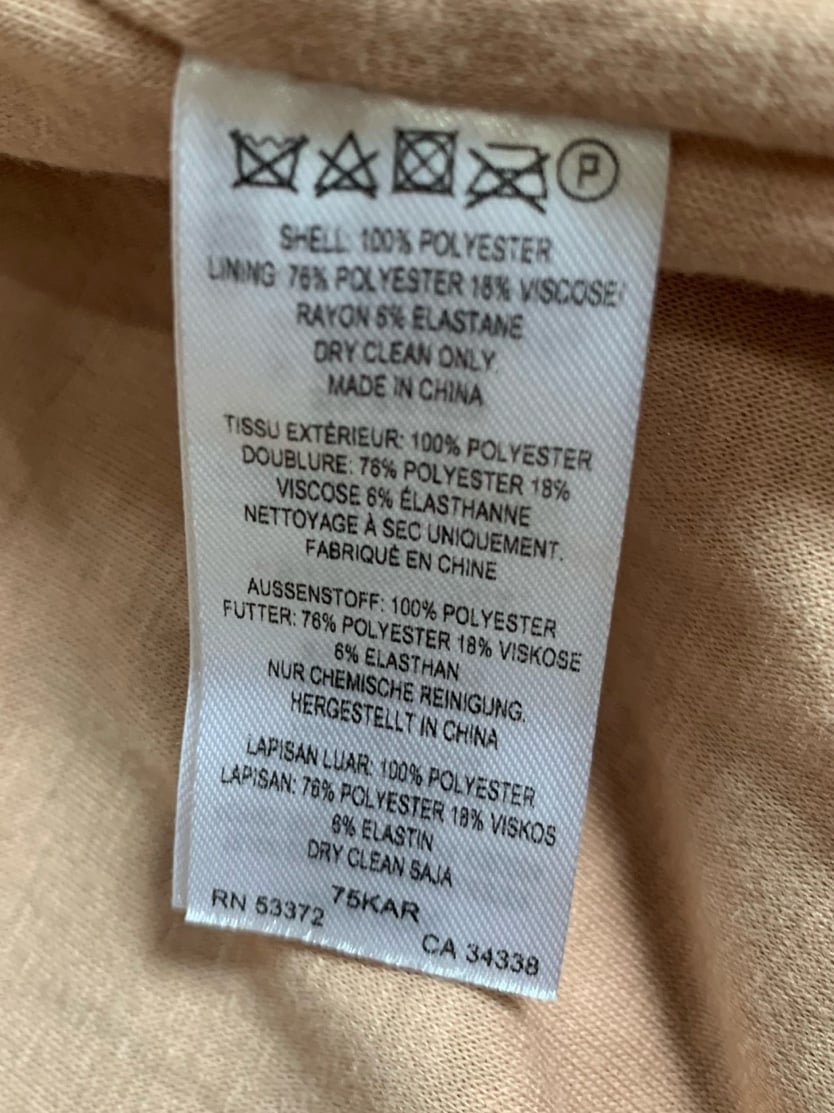 P
SHELL: 100% POLYESTER
LINING: 76% POLYESTER 18% VISCOSE/
RAYON 6% ELASTANE
DRY CLEAN ONLY.
MADE IN CHINA
TISSU EXTÉRIEUR: 100% POLYESTER
DOUBLURE: 76% POLYESTER 18%
VISCOSE 6% ÉLASTHANNE
NETTOYAGE À SEC UNIQUEMENT.
FABRIQUÉ EN CHINE
AUSSENSTOFF: 100% POLYESTER
FUTTER: 76% POLYESTER 18% VISKOSE
6% ELASTHAN
NUR CHEMISCHE REINIGUNG.
HERGESTELLT IN CHINA
LAPISAN LUAR: 100% POLYESTER
LAPISAN: 76% POLYESTER 18% VISKOS
6% ELASTIN
DRY CLEAN SAJA
75KAR
RN 53372
CA 34338